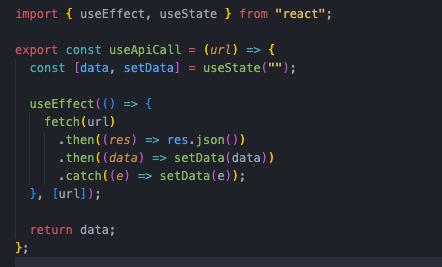 import { useEffect, useState } from "react";
export const useApiCall = (url) => {
const [data, setData] = useState("");
useEffect(() => {
fetch(url)
.then((res) => res.json())
.then((data) => setData(data))
.catch((e) => setData(e));
}, [url]);
return data;
};